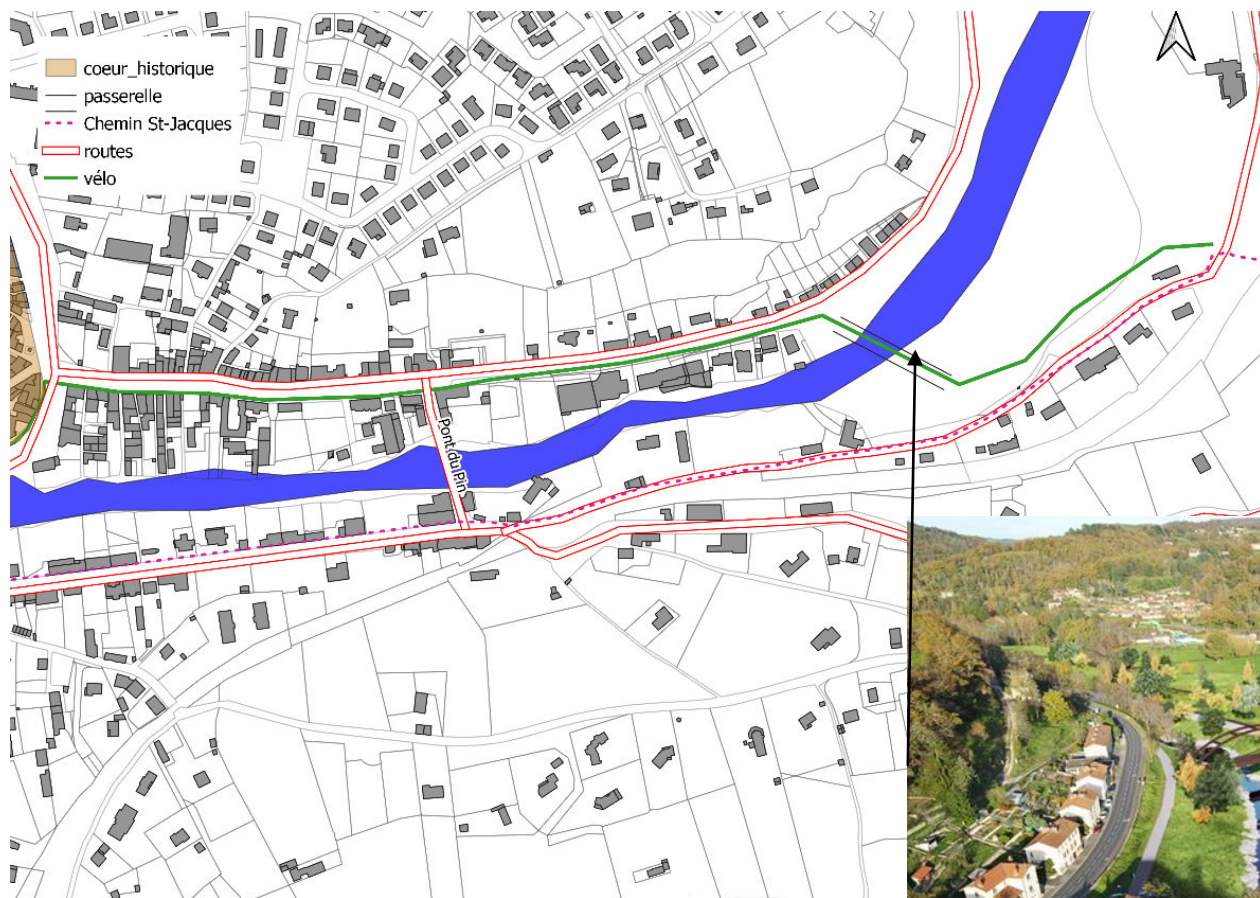 coeur_historique
passerelle
Chemin St-Jacques
routes
vélo
Pont du Pin